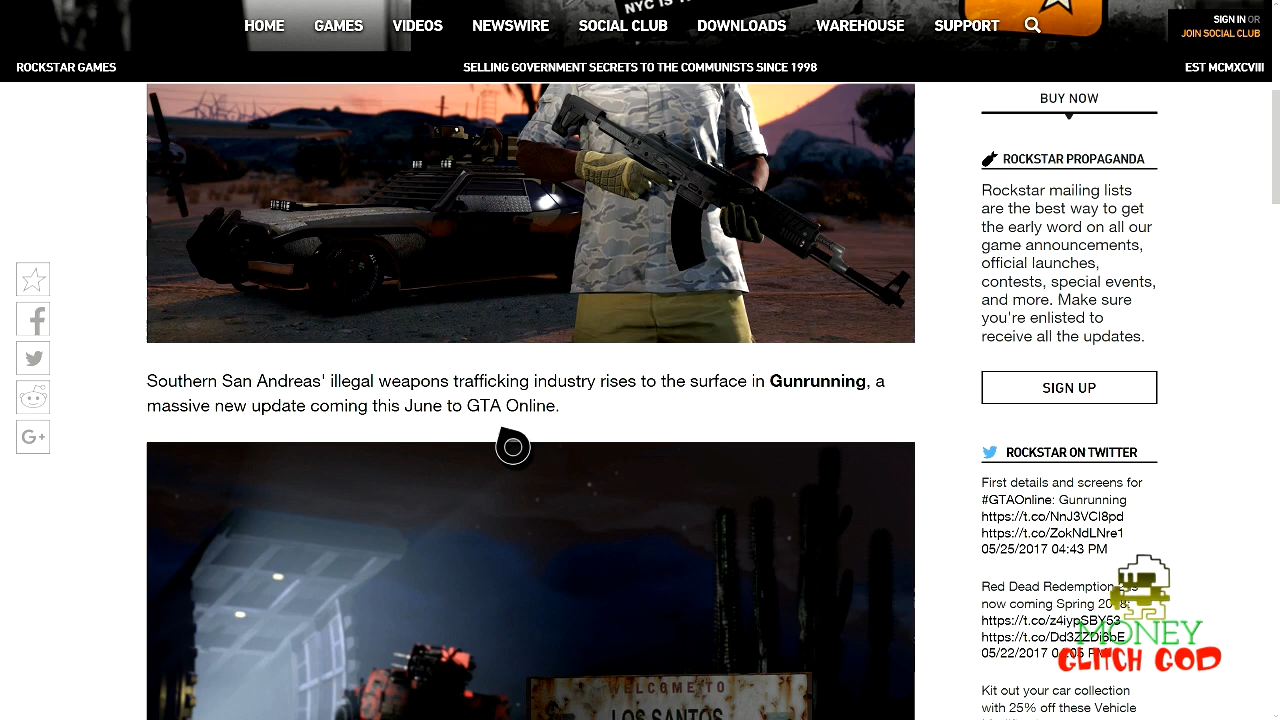 NYC IS
HOME GAMES VIDEOS NEWSWIRE SOCIAL CLUB DOWNLOADS WAREHOUSE SUPPORT
SIGN IN OR
JOIN SOCIAL CLUB
ROCKSTAR GAMES
SELLING GOVERNMENT SECRETS TO THE COMMUNISTS SINCE 1998
EST MCMXCVIII
Southern San Andreas' illegal weapons trafficking industry rises to the surface in Gunrunning, a
massive new update coming this June to GTA Online.
G+
WELCOME TO
LOS SANTOS
BUY NOW
ROCKSTAR PROPAGANDA
Rockstar mailing lists
are the best way to get
the early word on all our
game announcements,
official launches,
contests, special events,
and more. Make sure
you're enlisted to
receive all the updates.
SIGN UP
ROCKSTAR ON TWITTER
First details and screens for
#GTAOnline: Gunrunning
https://t.co/NnJ3VCI8pd
https://t.co/ZokNdLNre1
05/25/2017 04:43 PM
Red Dead Redemption
now coming Spring
https://t.co/z4iypSBY53
05/22/2017
MONEY
GLITCH GOD
Kit out your car collection
with 25% off these Vehicle